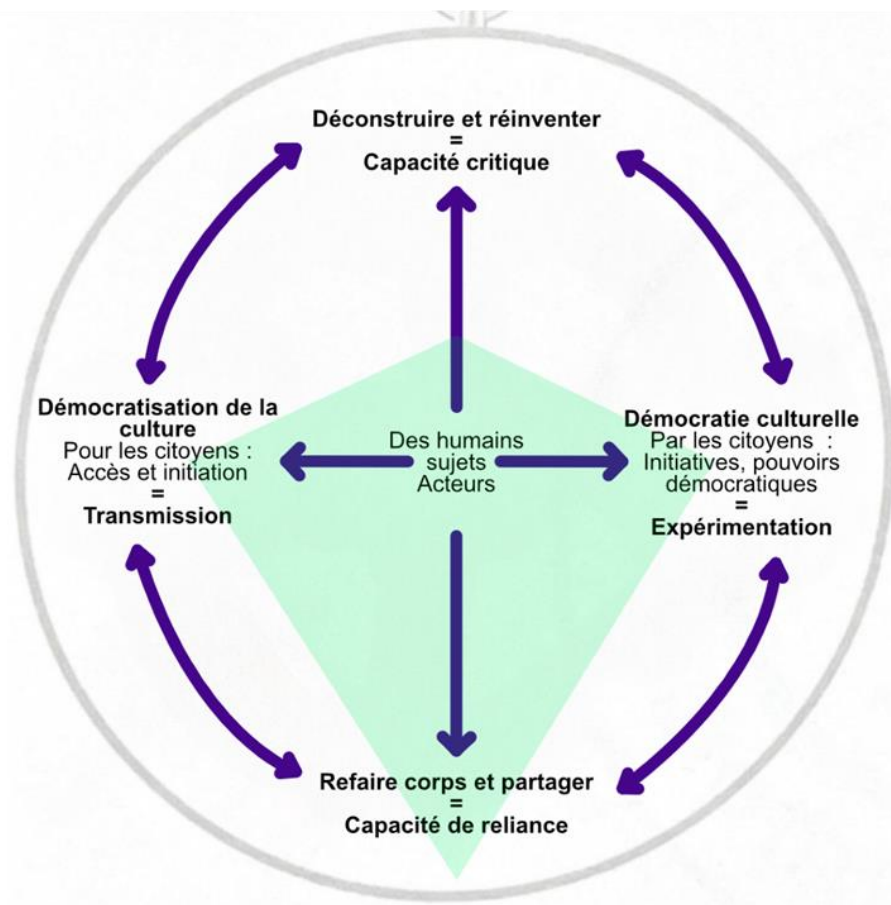 Déconstruire et réinventer
=
Capacité critique
Démocratisation de la
culture
Pour les citoyens :
Accès et initiation
=
Transmission
Des humains
sujets
Acteurs
Démocratie culturelle
Par les citoyens :
Initiatives, pouvoirs
démocratiques
=
Expérimentation
Refaire corps et partager
=
Capacité de reliance